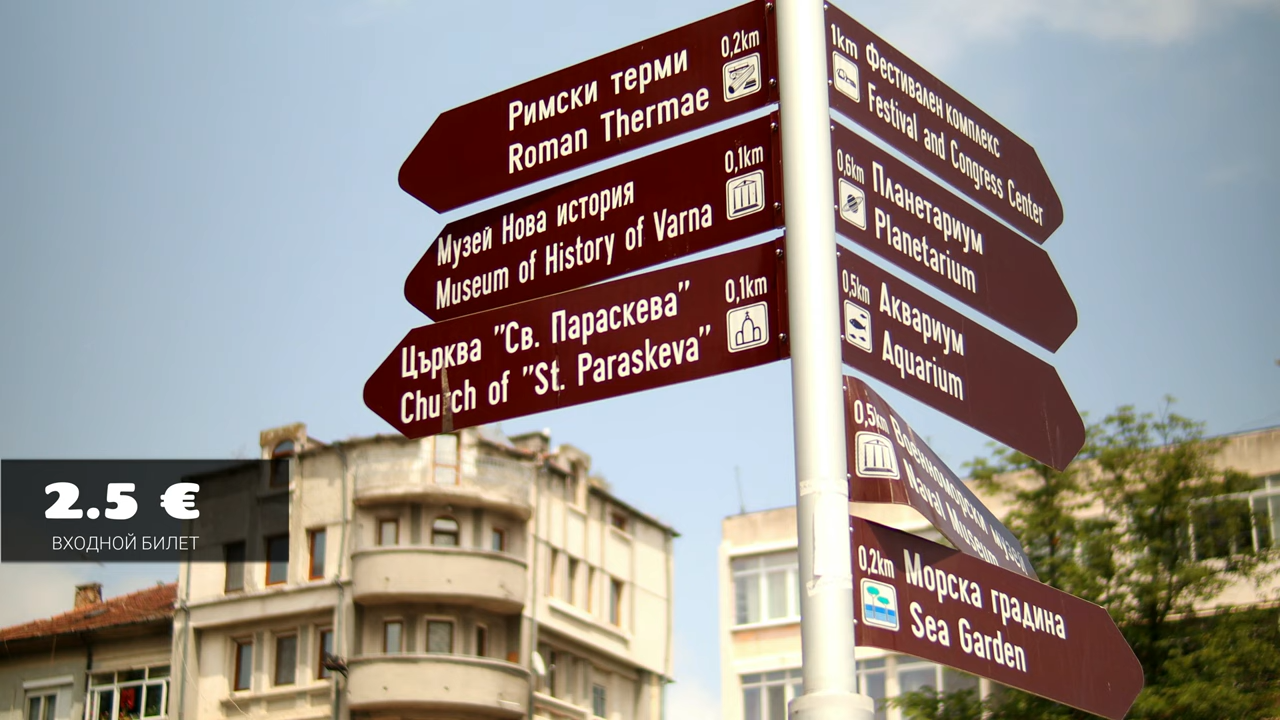 0,2km
Римски терми
Roman Thermae
0,1km
Музей Нова история
Museum of History of Varna
0,1km
Църква "Св. Параскева"
Church of "St. Paraskeva"
1km
Фестивален комплекс
Festival and Congress Center
0,6km
Планетариум
Planetarium
0,5km
Аквариум
Aquarium
0,5km
Военноморски музей
Naval Museum
0,2km
Морска градина
Sea Garden
2.5 €
ВХОДНОЙ БИЛЕТ